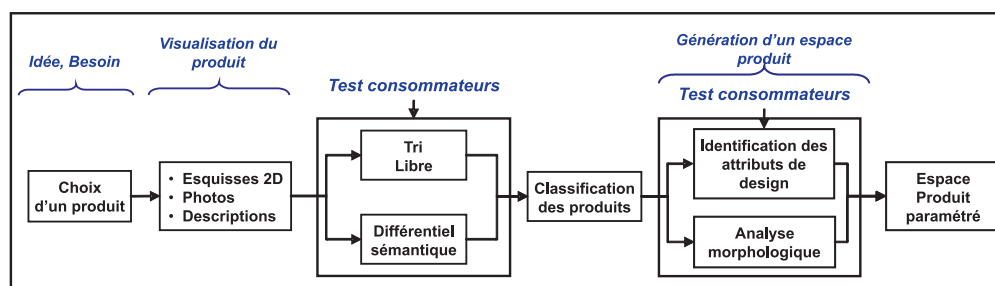 Idée, Besoin
Visualisation du
produit
Test consommateurs
Génération d'un espace
produit
Test consommateurs
Choix
d'un produit
• Esquisses 2D
• Photos
• Descriptions
Tri
Libre
Différentiel
sémantique
Classification
des produits
Identification des
attributs de
design
Analyse
morphologique
Espace
Produit
paramétré